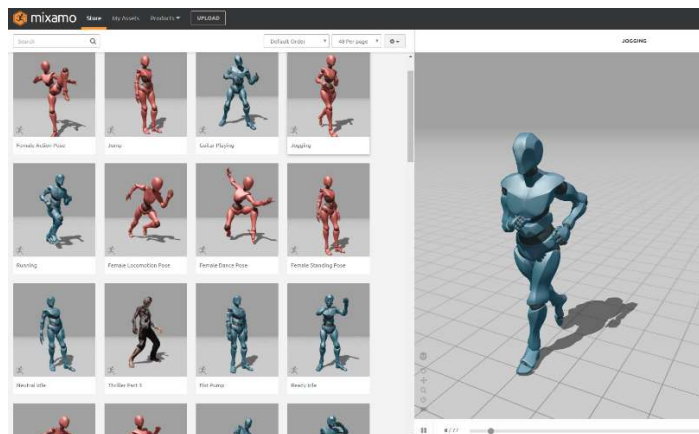 mixamo Store My Assets Products UPLOAD
Search Default Order 48 Per page
JOGGING
Female Action Pose Jump Guitar Playing Jogging
Running Female Locomotion Pose Female Dance Pose Female Standing Pose
Neutral Idle Thriller Part 3 Fist Pump Ready Idle